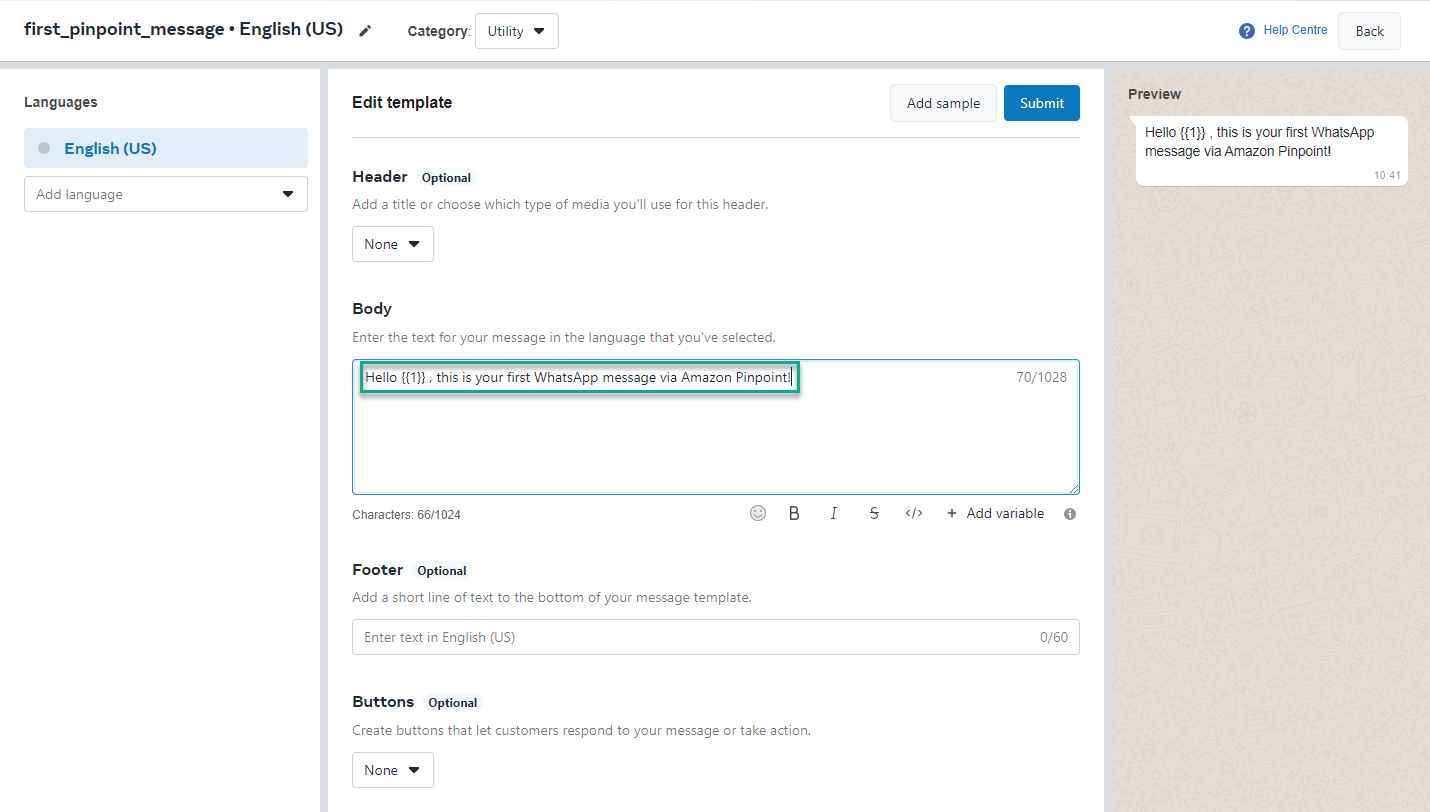 first_pinpoint_message • English (US)
Category:
Utility
? Help Centre
Back
Languages
English (US)
Add language
Edit template
Add sample
Submit
Header Optional
Add a title or choose which type of media you'll use for this header.
None
Body
Enter the text for your message in the language that you've selected.
Hello {{1}} , this is your first WhatsApp message via Amazon Pinpoint!
70/1028
Characters: 66/1024
B I S </> + Add variable i
Footer Optional
Add a short line of text to the bottom of your message template.
Enter text in English (US)
0/60
Buttons Optional
Create buttons that let customers respond to your message or take action.
None
Preview
Hello {{1}} , this is your first WhatsApp
message via Amazon Pinpoint!
10:41